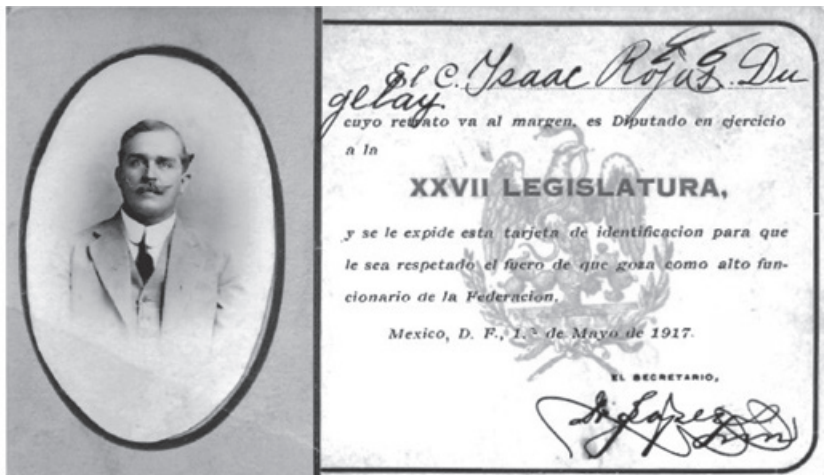 El C. Isaac Rojas. Du
gelay.
cuyo retrato va al margen, es Diputado en ejercicio
a la
XXVII LEGISLATURA,
y se le expide esta tarjeta de identificacion para que
le sea respetado el fuero de que goza como alto fun-
cionario de la Federacion.
Mexico, D. F., 1.º de Mayo de 1917.
EL SECRETARIO,